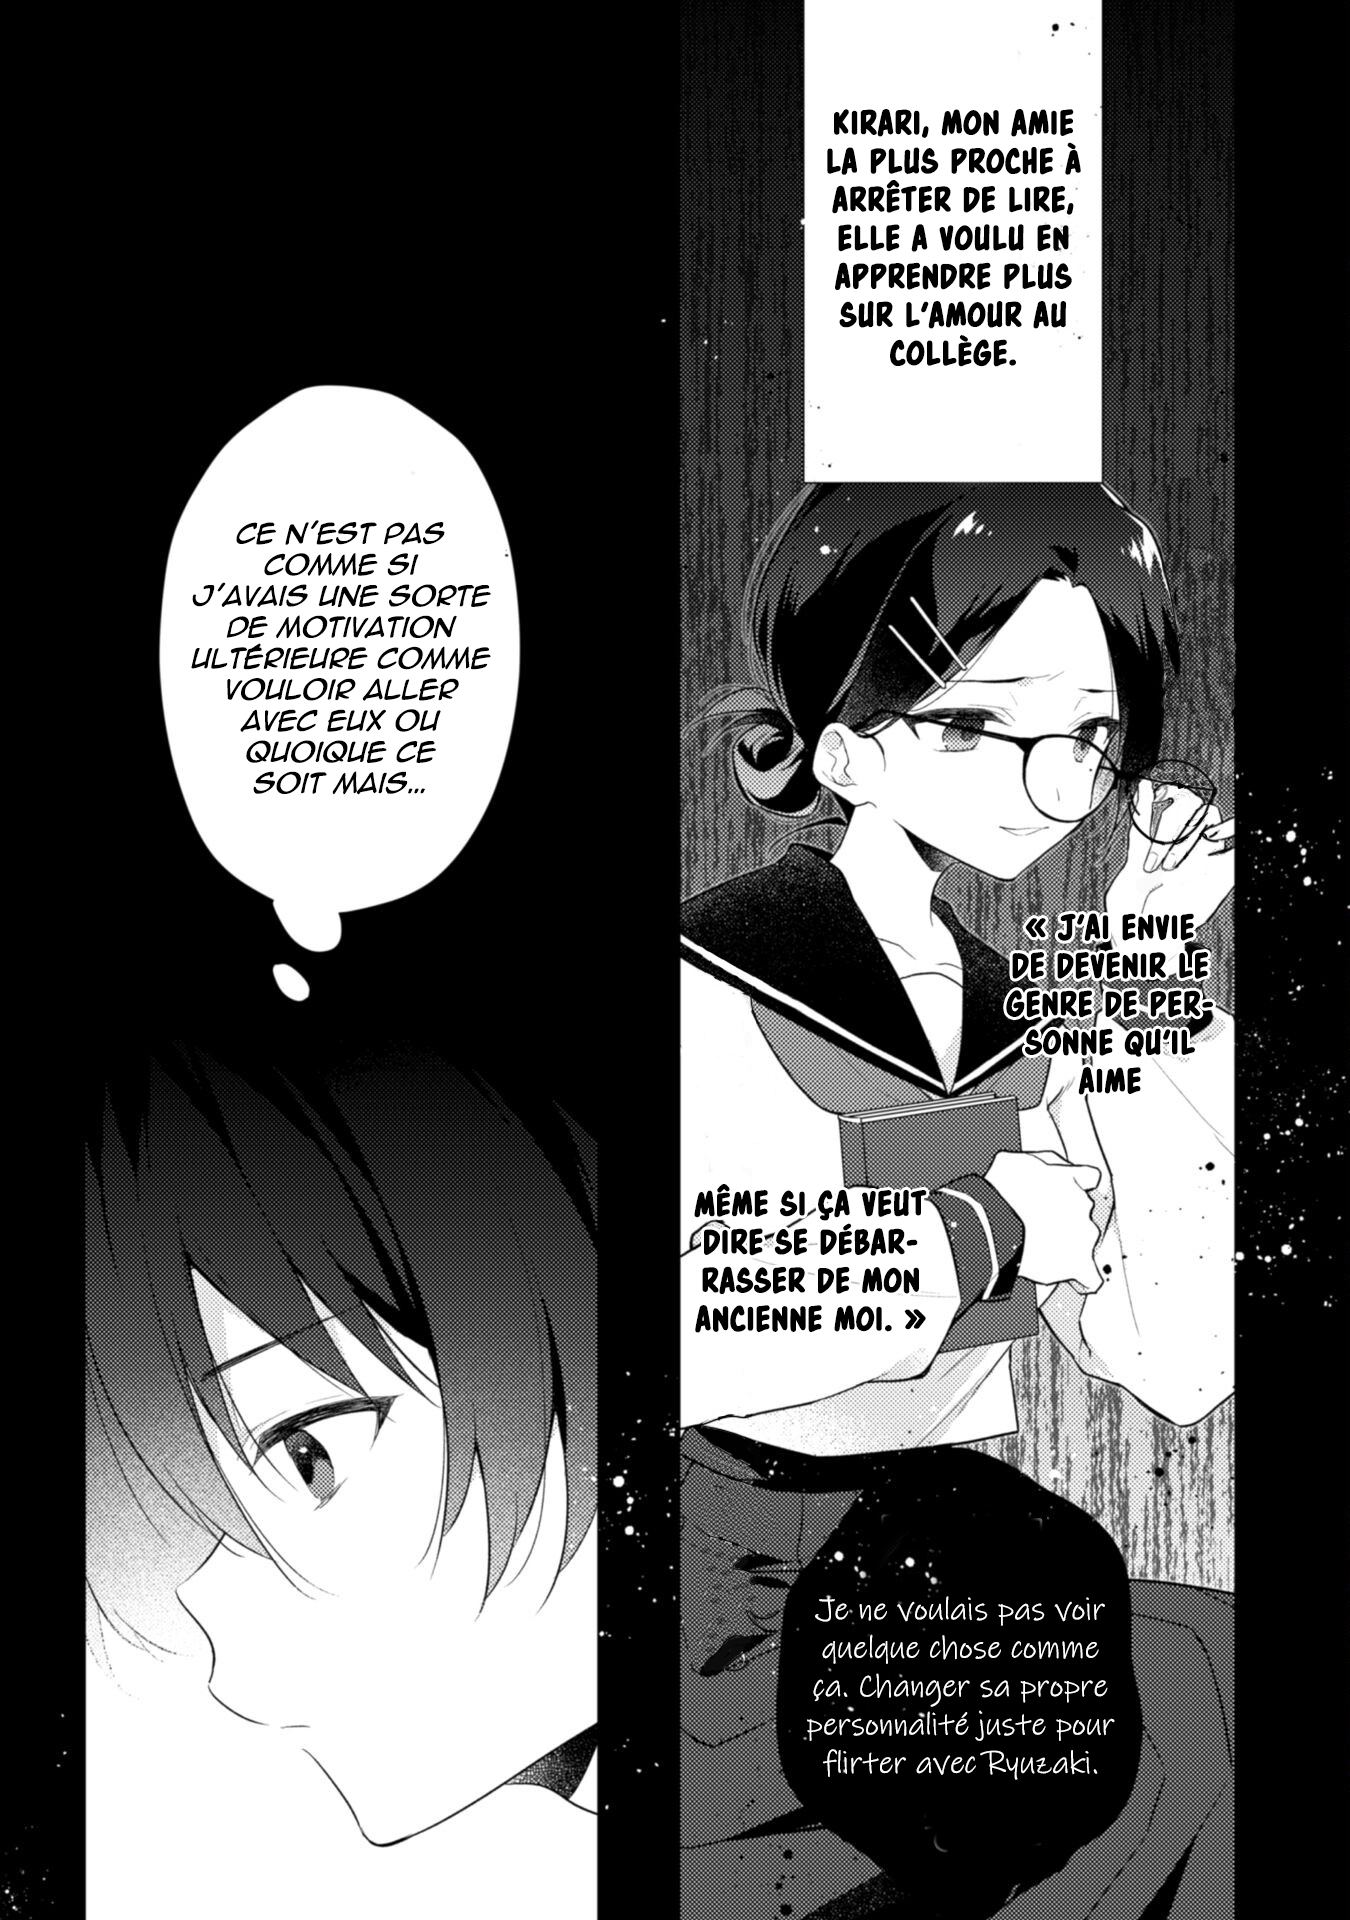 KIRARI, MON AMIE
LA PLUS PROCHE À
ARRÊTER DE LIRE,
ELLE A VOULU EN
APPRENDRE PLUS
SUR L'AMOUR AU
COLLÈGE.
« J'AI ENVIE
DE DEVENIR LE
GENRE DE PER-
SONNE QU'IL
AIME
MÊME SI ÇA VEUT
DIRE SE DÉBAR-
RASSER DE MON
ANCIENNE MOI. »
Je ne voulais pas voir
quelque chose comme
ça. Changer sa propre
personnalité juste pour
flirter avec Ryuzaki.
CE N'EST PAS
COMME SI
J'AVAIS UNE SORTE
DE MOTIVATION
ULTÉRIEURE COMME
VOULOIR ALLER
AVEC EUX OU
QUOIQUE CE
SOIT MAIS...